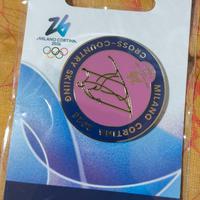 MILANO CORTINA
2026
MILANO CORTINA 2026
CROSS-COUNTRY SKIING